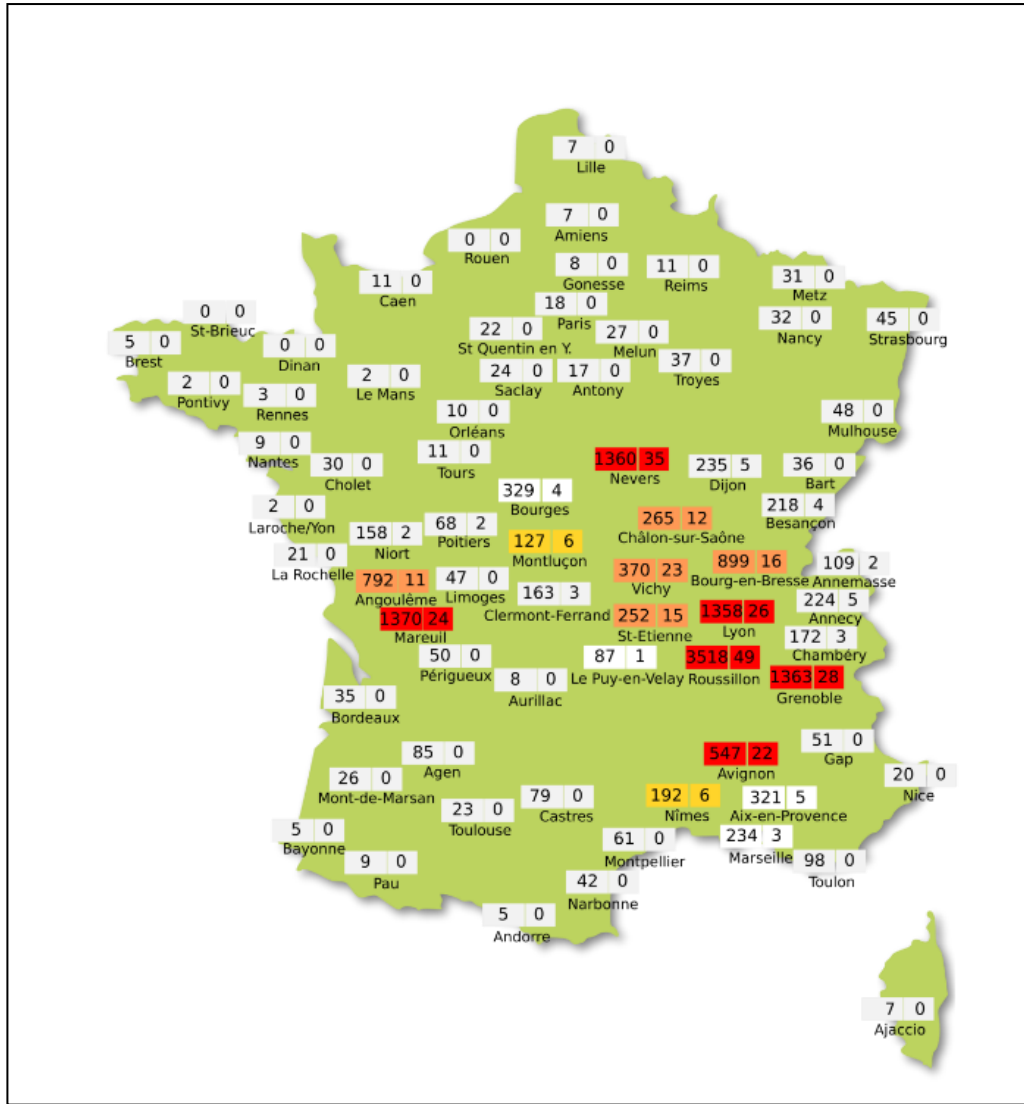 7 0
Lille
7 0
Amiens
0 0
Rouen
8 0
Gonesse
11 0
Reims
11 0
Caen
31 0
Metz
18 0
Paris
0 0
St-Brieuc
32 0
Nancy
45 0
Strasbourg
22 0
St Quentin en Y.
27 0
Melun
5 0
Brest
0 0
Dinan
37 0
Troyes
24 0
Saclay
17 0
Antony
2 0
Le Mans
2 0
Pontivy
3 0
Rennes
10 0
Orléans
48 0
Mulhouse
9 0
Nantes
11 0
Tours
30 0
Cholet
1360 35
Nevers
235 5
Dijon
36 0
Bart
329 4
Bourges
218 4
Besançon
2 0
Laroche/Yon
68 2
Poitiers
265 12
Châlon-sur-Saône
158 2
Niort
127 6
Montluçon
21 0
La Rochelle
370 23
Vichy
899 16
Bourg-en-Bresse
109 2
Annemasse
792 11
Angoulême
47 0
Limoges
163 3
Clermont-Ferrand
224 5
Annecy
1370 24
Mareuil
252 15
St-Etienne
1358 26
Lyon
172 3
Chambéry
50 0
Périgueux
87 1
Le Puy-en-Velay
3518 49
Roussillon
8 0
Aurillac
1363 28
Grenoble
35 0
Bordeaux
51 0
Gap
85 0
Agen
547 22
Avignon
26 0
Mont-de-Marsan
20 0
Nice
23 0
Toulouse
79 0
Castres
192 6
Nîmes
321 5
Aix-en-Provence
5 0
Bayonne
61 0
Montpellier
234 3
Marseille
9 0
Pau
98 0
Toulon
42 0
Narbonne
5 0
Andorre
7 0
Ajaccio